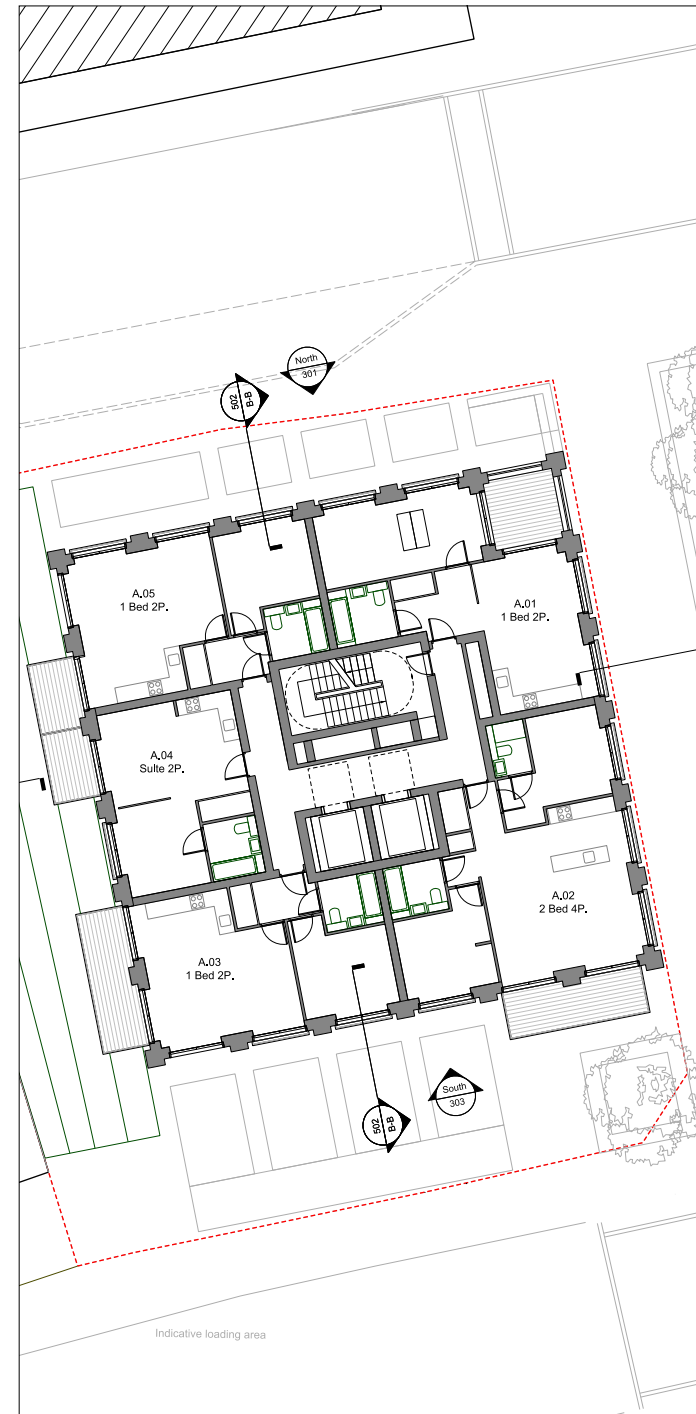 North
301
502
B-B
A.05
1 Bed 2P.
A.01
1 Bed 2P.
A.04
Suite 2P.
A.02
2 Bed 4P.
A.03
1 Bed 2P.
South
303
502
B-B
Indicative loading area